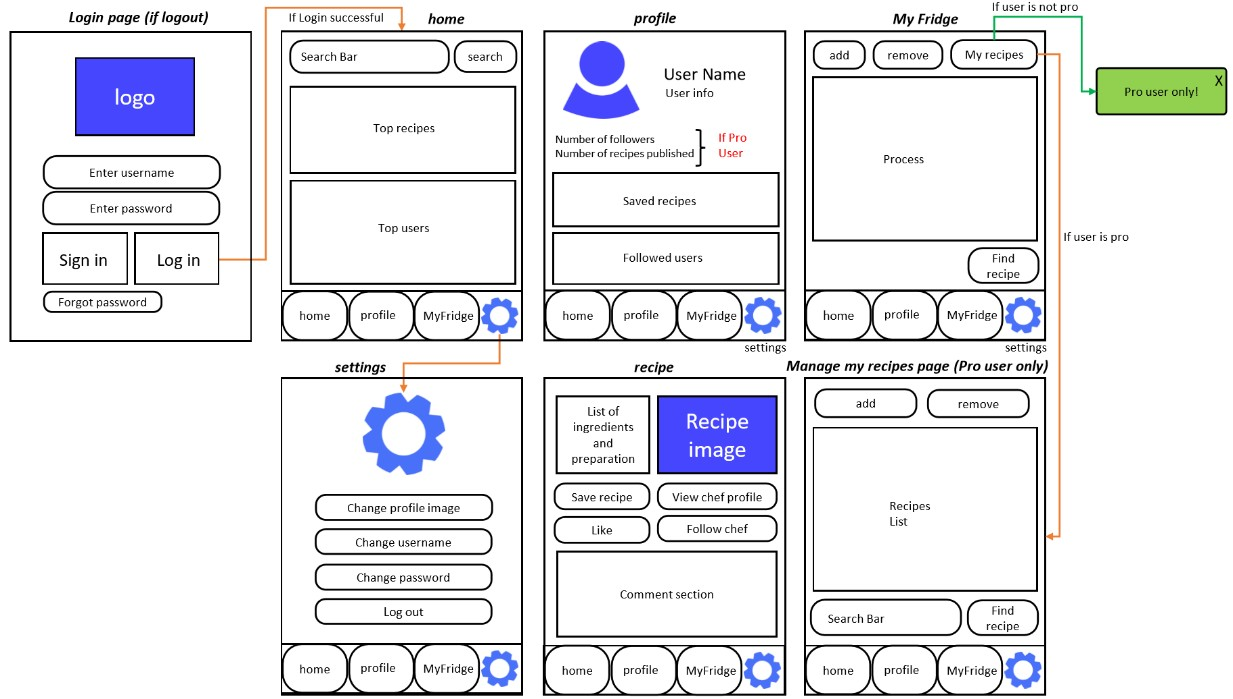 Login page (if logout)
logo
Enter username
Enter password
Sign in
Log in
Forgot password
If Login successful
home
Search Bar
search
Top recipes
Top users
home
profile
MyFridge
profile
User Name
User info
Number of followers
Number of recipes published
If Pro
User
Saved recipes
Followed users
home
profile
MyFridge
settings
My Fridge
add
remove
My recipes
Process
Find
recipe
home
profile
MyFridge
settings
If user is not pro
Pro user only!
X
If user is pro
settings
Change profile image
Change username
Change password
Log out
home
profile
MyFridge
recipe
List of
ingredients
and
preparation
Recipe
image
Save recipe
View chef profile
Like
Follow chef
Comment section
home
profile
MyFridge
Manage my recipes page (Pro user only)
add
remove
Recipes
List
Search Bar
Find
recipe
home
profile
MyFridge